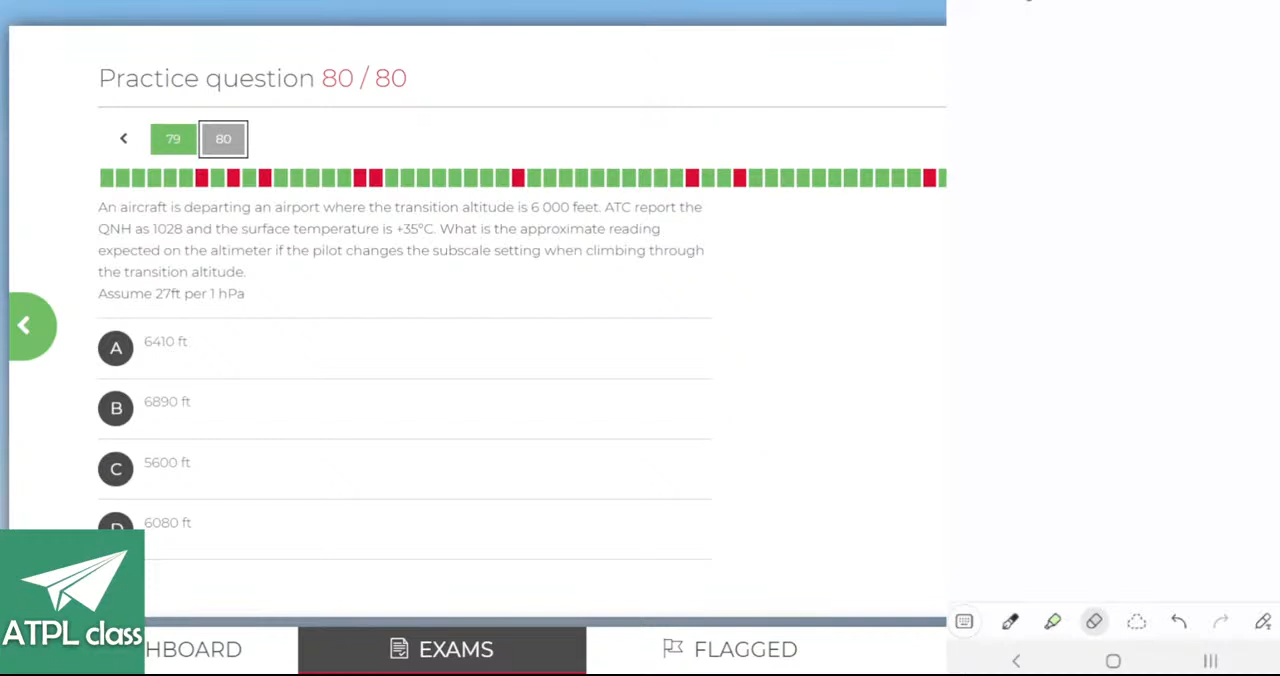 Practice question 80 / 80
79
80
An aircraft is departing an airport where the transition altitude is 6 000 feet. ATC report the
QNH as 1028 and the surface temperature is +35ºC. What is the approximate reading
expected on the altimeter if the pilot changes the subscale setting when climbing through
the transition altitude.
Assume 27ft per 1 hPa
A
6410 ft
B
6890 ft
C
5600 ft
D
6080 ft
ATPL class
HBOARD
EXAMS
FLAGGED